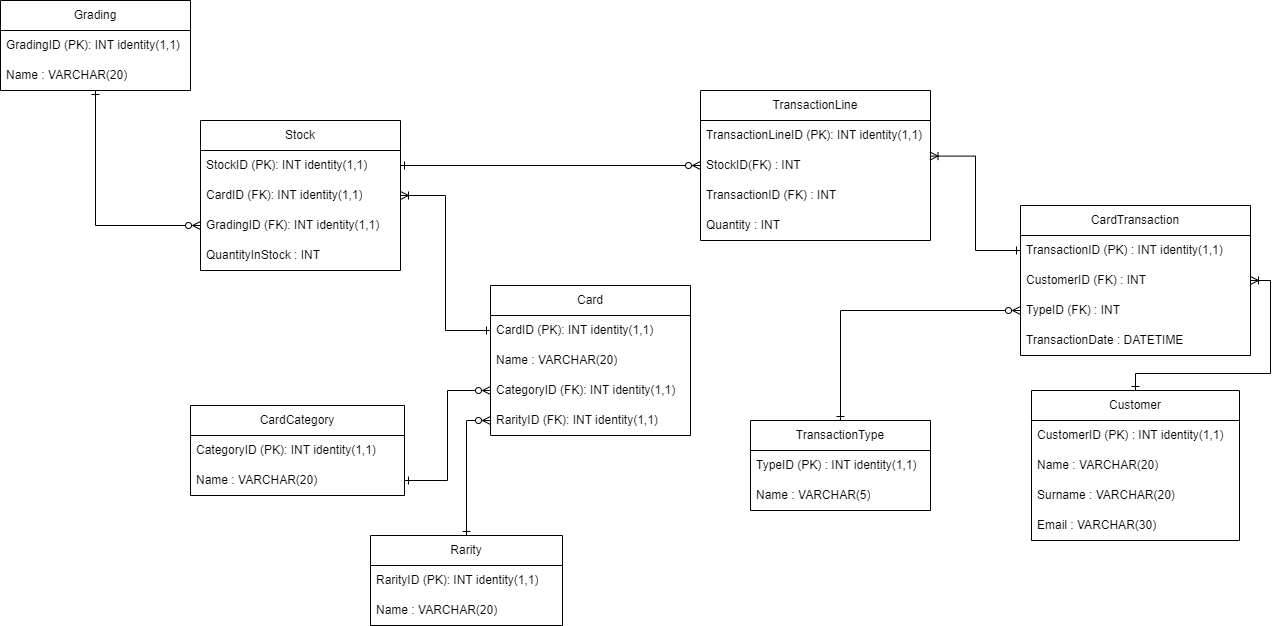 Grading
GradingID (PK): INT identity(1,1)
Name : VARCHAR(20)
Stock
StockID (PK): INT identity(1,1)
CardID (FK): INT identity(1,1)
GradingID (FK): INT identity(1,1)
QuantityInStock : INT
TransactionLine
TransactionLineID (PK): INT identity(1,1)
StockID(FK) : INT
TransactionID (FK) : INT
Quantity : INT
CardTransaction
TransactionID (PK) : INT identity(1,1)
CustomerID (FK) : INT
TypeID (FK) : INT
TransactionDate : DATETIME
Card
CardID (PK): INT identity(1,1)
Name : VARCHAR(20)
CategoryID (FK): INT identity(1,1)
RarityID (FK): INT identity(1,1)
CardCategory
CategoryID (PK): INT identity(1,1)
Name : VARCHAR(20)
TransactionType
TypeID (PK) : INT identity(1,1)
Name : VARCHAR(5)
Customer
CustomerID (PK) : INT identity(1,1)
Name : VARCHAR(20)
Surname : VARCHAR(20)
Email : VARCHAR(30)
Rarity
RarityID (PK): INT identity(1,1)
Name : VARCHAR(20)